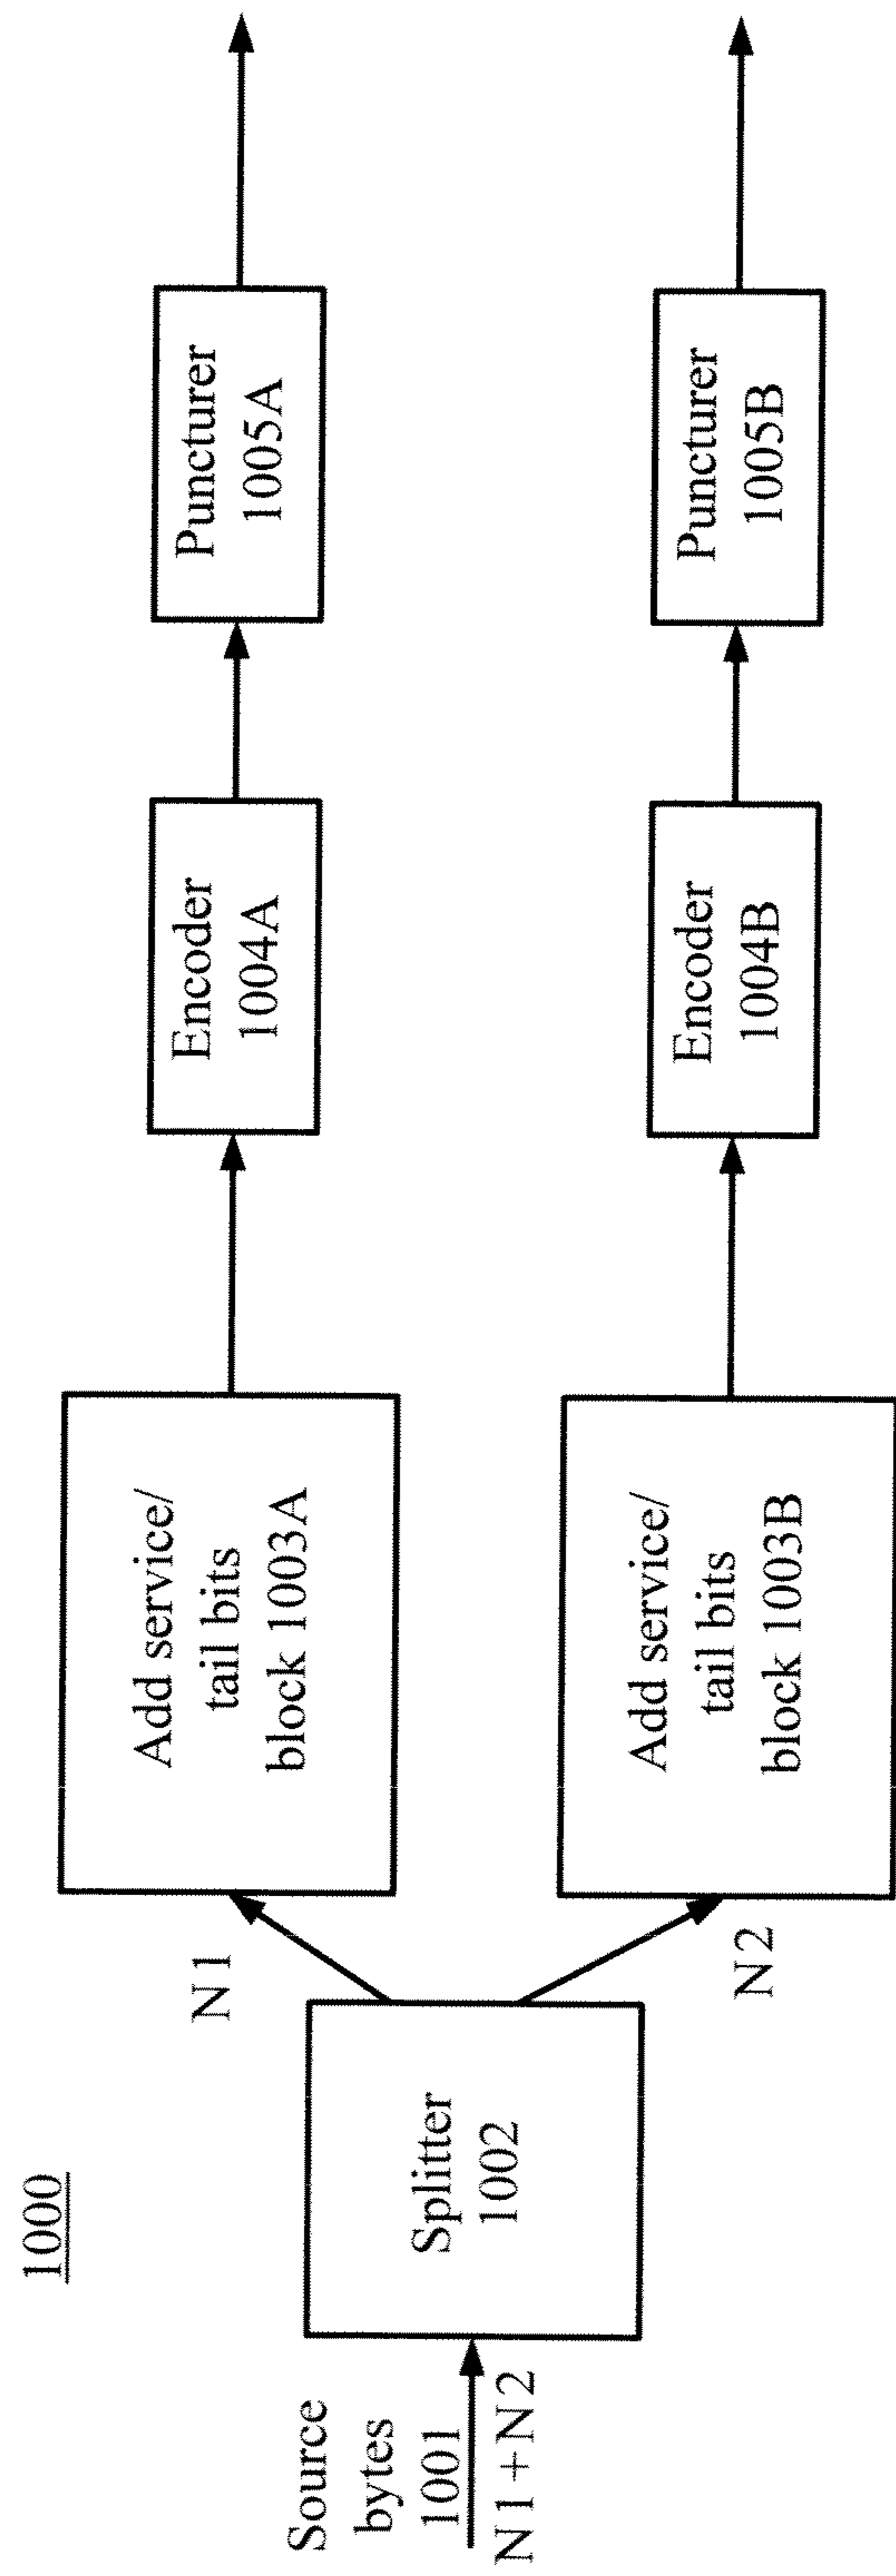 1000
Source
bytes
1001
N1+N2
Splitter
1002
N1
N2
Add service/
tail bits
block 1003A
Encoder
1004A
Puncturer
1005A
Add service/
tail bits
block 1003B
Encoder
1004B
Puncturer
1005B